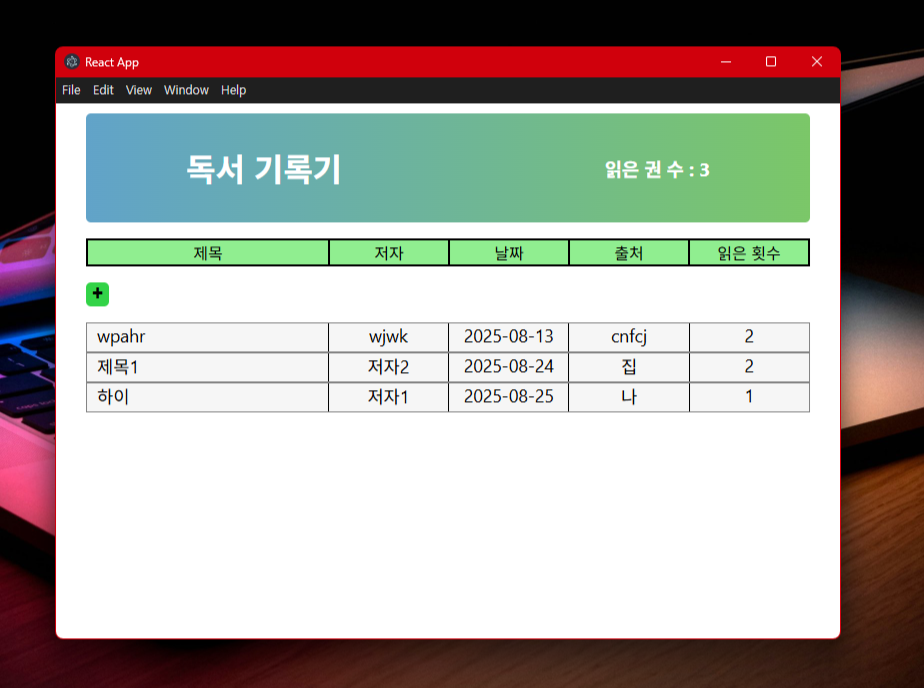 React App
File Edit View Window Help
독서 기록기 읽은 권 수 : 3
제목 저자 날짜 출처 읽은 횟수
+
wpahr wjwk 2025-08-13 cnfcj 2
제목1 저자2 2025-08-24 집 2
하이 저자1 2025-08-25 나 1